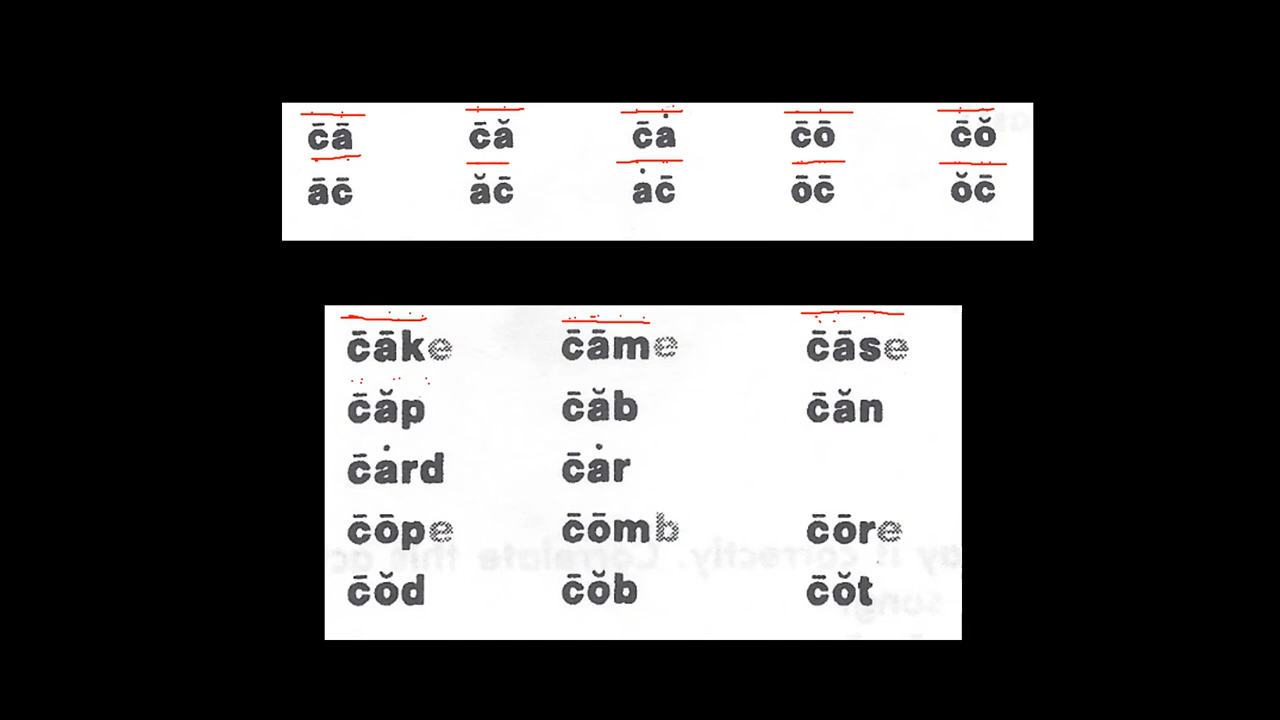 c̄ā c̄ă c̄ȧ c̄ō c̄ŏ
āc̄ ăc̄ ȧc̄ ōc̄ ŏc̄
c̄āke c̄āme c̄āse
c̄ăp c̄ăb c̄ăn
c̄ȧrd c̄ȧr
c̄ōpe c̄ōmb c̄ōre
c̄ŏd c̄ŏb c̄ŏt